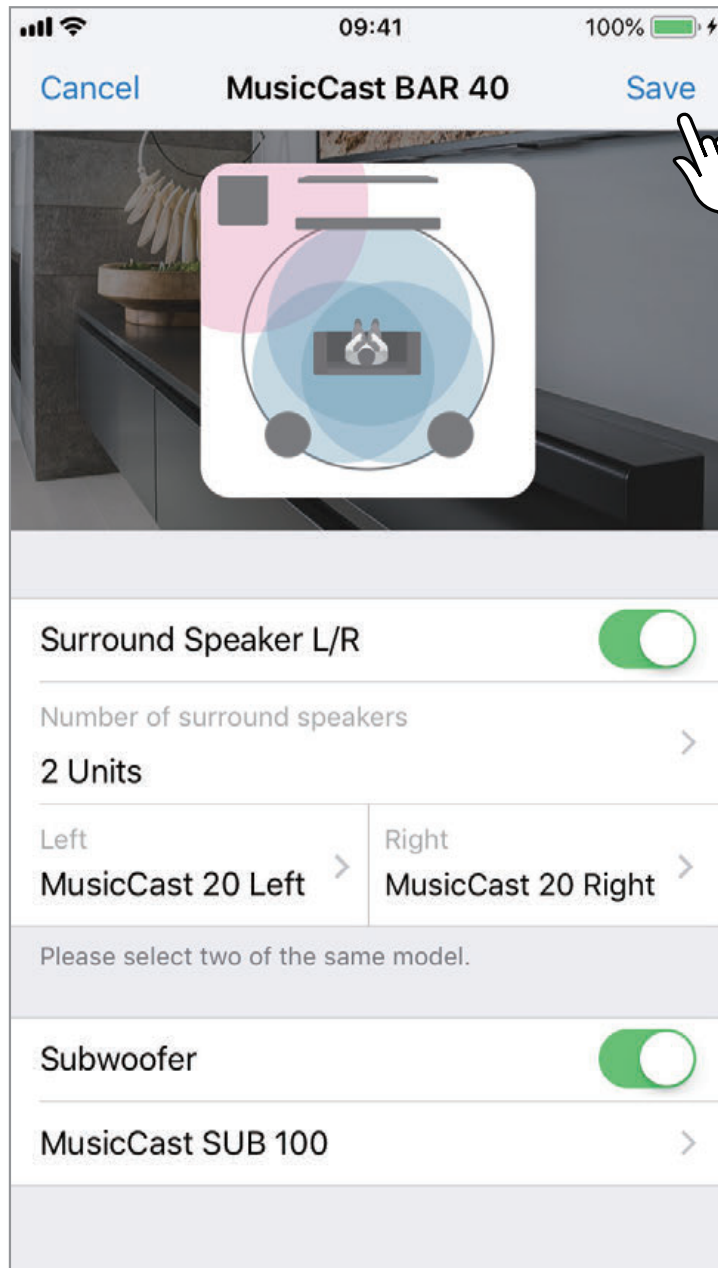 09:41 100%
Cancel MusicCast BAR 40 Save
Surround Speaker L/R
Number of surround speakers
2 Units
Left Right
MusicCast 20 Left MusicCast 20 Right
Please select two of the same model.
Subwoofer
MusicCast SUB 100